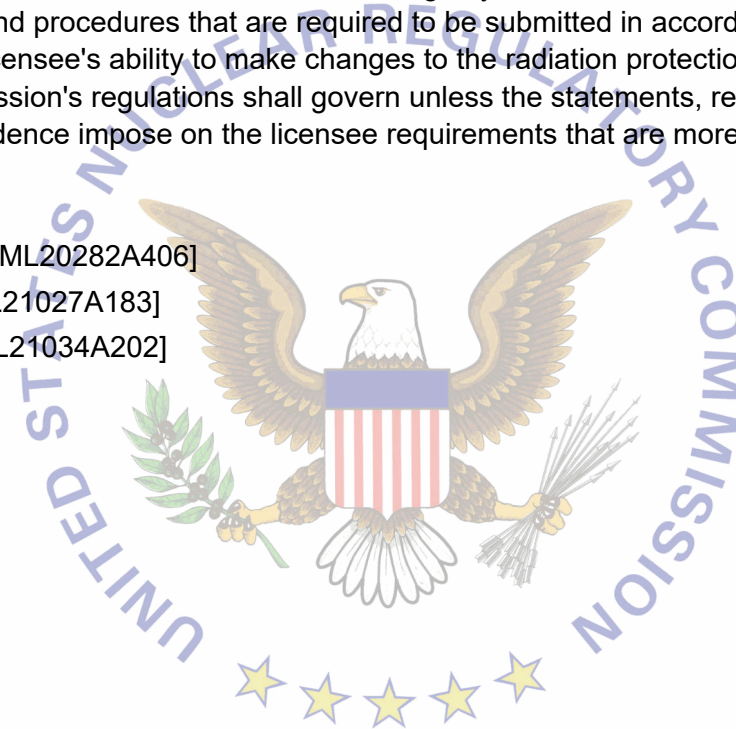 nd procedures that are required to be submitted in accord
ensee's ability to make changes to the radiation protectio
ssion's regulations shall govern unless the statements, re
dence impose on the licensee requirements that are more
ML20282A406]
L21027A183]
L21034A202]
UNITED STATES NUCLEAR REGULATORY COMMISSION